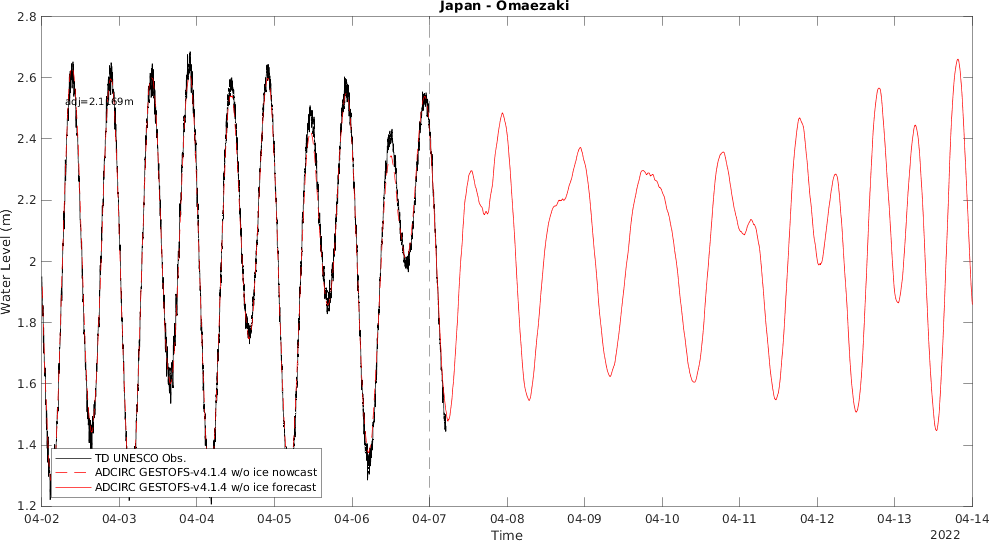 Japan - Omaezaki
2.8
2.6
2.4
2.2
2
1.8
1.6
1.4
1.2
Water Level (m)
adj=2.1169m
TD UNESCO Obs.
ADCIRC GESTOFS-v4.1.4 w/o ice nowcast
ADCIRC GESTOFS-v4.1.4 w/o ice forecast
04-02 04-03 04-04 04-05 04-06 04-07 04-08 04-09 04-10 04-11 04-12 04-13 04-14
Time
2022